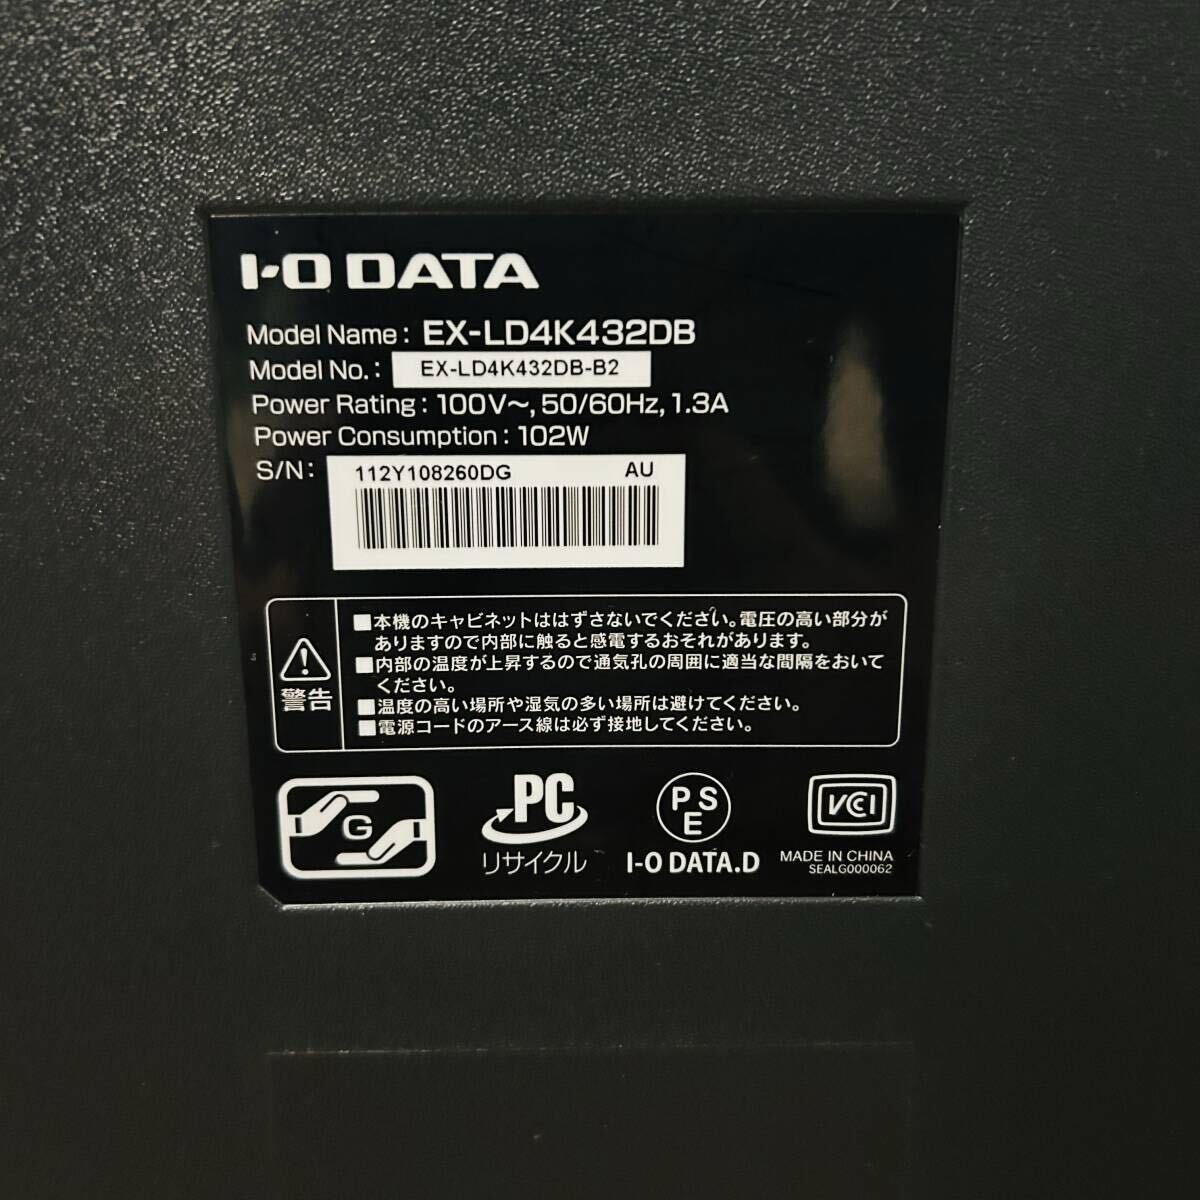 I-O DATA
Model Name: EX-LD4K432DB
Model No.: EX-LD4K432DB-B2
Power Rating: 100V～, 50/60Hz, 1.3A
Power Consumption: 102W
S/N: 112Y108260DG AU
警告
■本機のキャビネットははずさないでください。電圧の高い部分が
ありますので内部に触ると感電するおそれがあります。
■内部の温度が上昇するので通気孔の周囲に適当な間隔をおいて
ください。
■温度の高い場所や湿気の多い場所は避けてください。
■電源コードのアース線は必ず接地してください。
G
PC
リサイクル
PS
E
I-O DATA.D
VCCI
MADE IN CHINA
SEALG000062